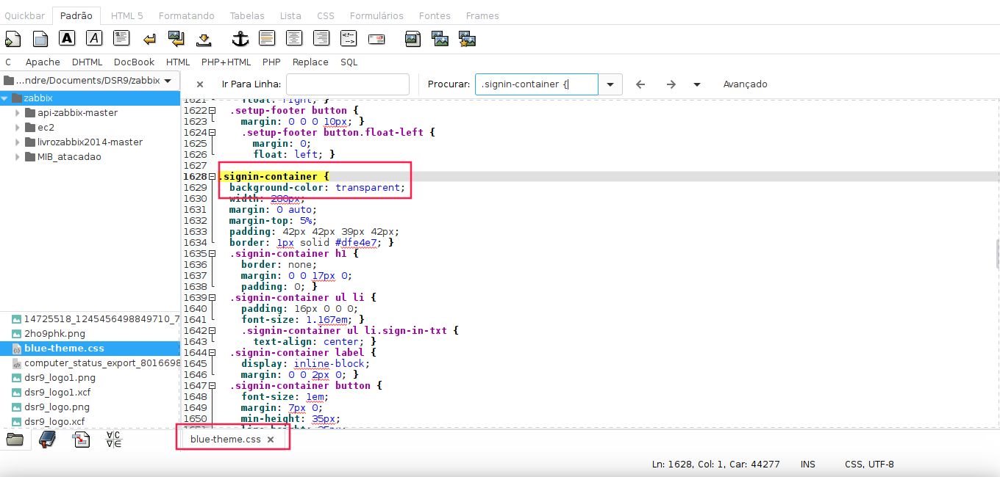 Quickbar Padrão HTML 5 Formatando Tabelas Lista CSS Formulários Fontes Frames
C Apache DHTML DocBook HTML PHP+HTML PHP Replace SQL
...ndre/Documents/DSR9/zabbix
Ir Para Linha: Procurar: .signin-container { Avançado
zabbix
api-zabbix-master
ec2
livrozabbix2014-master
MIB_atacadao
14725518_1245456498849710_7
2ho9phk.png
blue-theme.css
computer_status_export_8016698
dsr9_logo1.png
dsr9_logo1.xcf
dsr9_logo.png
dsr9_logo.xcf
1621 float: right; }
1622 .setup-footer button {
1623 margin: 0 0 0 10px; }
1624 .setup-footer button.float-left {
1625 margin: 0;
1626 float: left; }
1627
1628 .signin-container {
1629 background-color: transparent;
1630 width: 280px;
1631 margin: 0 auto;
1632 margin-top: 5%;
1633 padding: 42px 42px 39px 42px;
1634 border: 1px solid #dfe4e7; }
1635 .signin-container h1 {
1636 border: none;
1637 margin: 0 0 17px 0;
1638 padding: 0; }
1639 .signin-container ul li {
1640 padding: 16px 0 0 0;
1641 font-size: 1.167em; }
1642 .signin-container ul li.sign-in-txt {
1643 text-align: center; }
1644 .signin-container label {
1645 display: inline-block;
1646 margin: 0 0 2px 0; }
1647 .signin-container button {
1648 font-size: 1em;
1649 margin: 7px 0;
1650 min-height: 35px;
1651 line-height: 35px;
blue-theme.css
Ln: 1628, Col: 1, Car: 44277 INS CSS, UTF-8